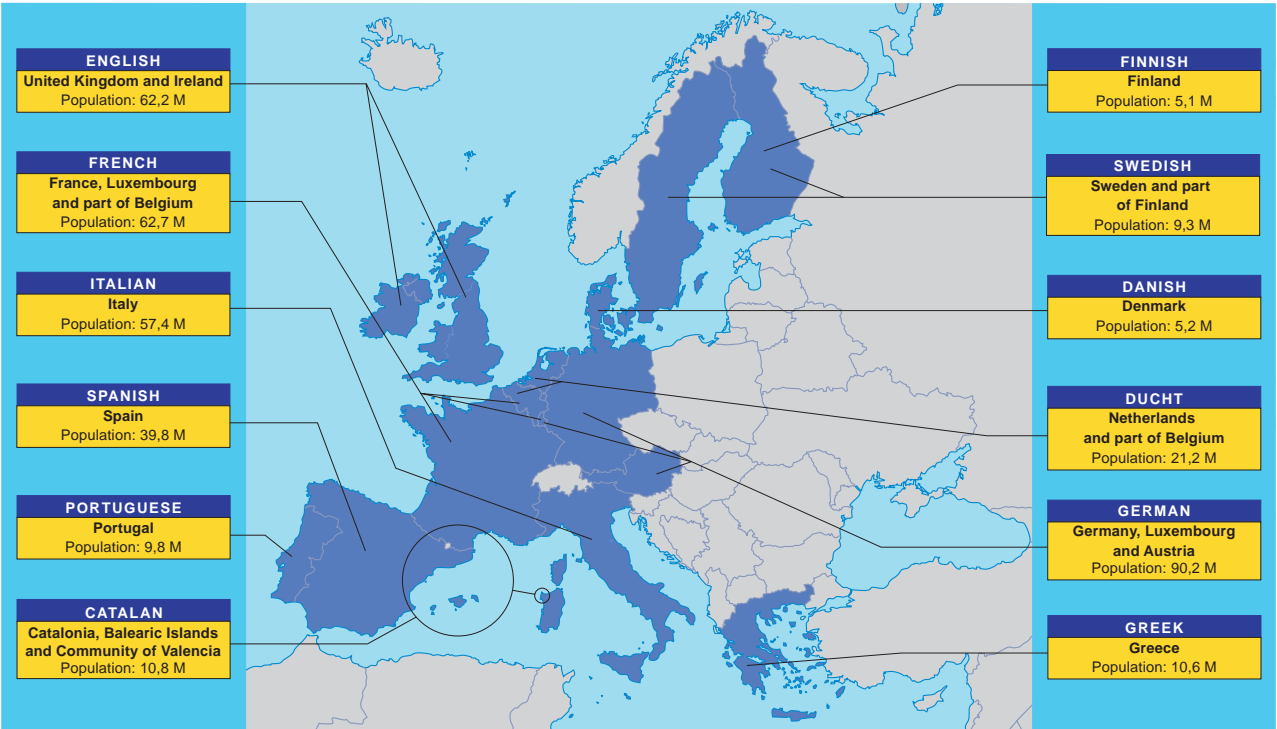 ENGLISH
United Kingdom and Ireland
Population: 62,2 M
FRENCH
France, Luxembourg
and part of Belgium
Population: 62,7 M
ITALIAN
Italy
Population: 57,4 M
SPANISH
Spain
Population: 39,8 M
PORTUGUESE
Portugal
Population: 9,8 M
CATALAN
Catalonia, Balearic Islands
and Community of Valencia
Population: 10,8 M
FINNISH
Finland
Population: 5,1 M
SWEDISH
Sweden and part
of Finland
Population: 9,3 M
DANISH
Denmark
Population: 5,2 M
DUCHT
Netherlands
and part of Belgium
Population: 21,2 M
GERMAN
Germany, Luxembourg
and Austria
Population: 90,2 M
GREEK
Greece
Population: 10,6 M